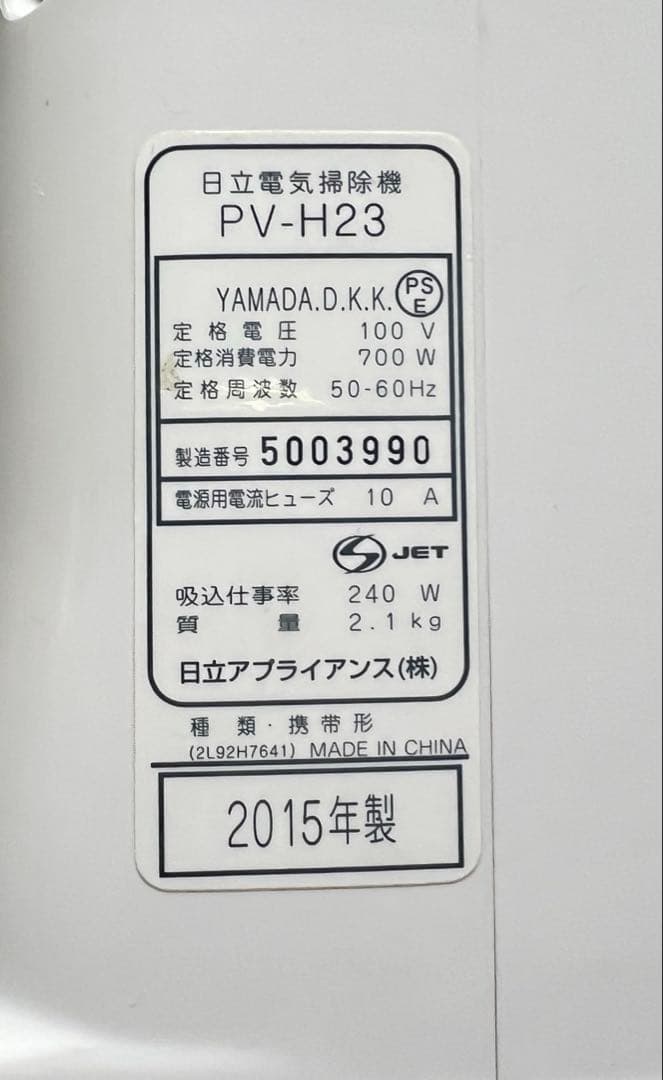 日立電気掃除機
PV-H23
YAMADA.D.K.K. PSE
定格電圧 100 V
定格消費電力 700 W
定格周波数 50-60Hz
製造番号 5003990
電源用電流ヒューズ 10 A
JET
吸込仕事率 240 W
質量 2.1kg
日立アプライアンス(株)
種類・携帯形
(2L92H7641) MADE IN CHINA
2015年製